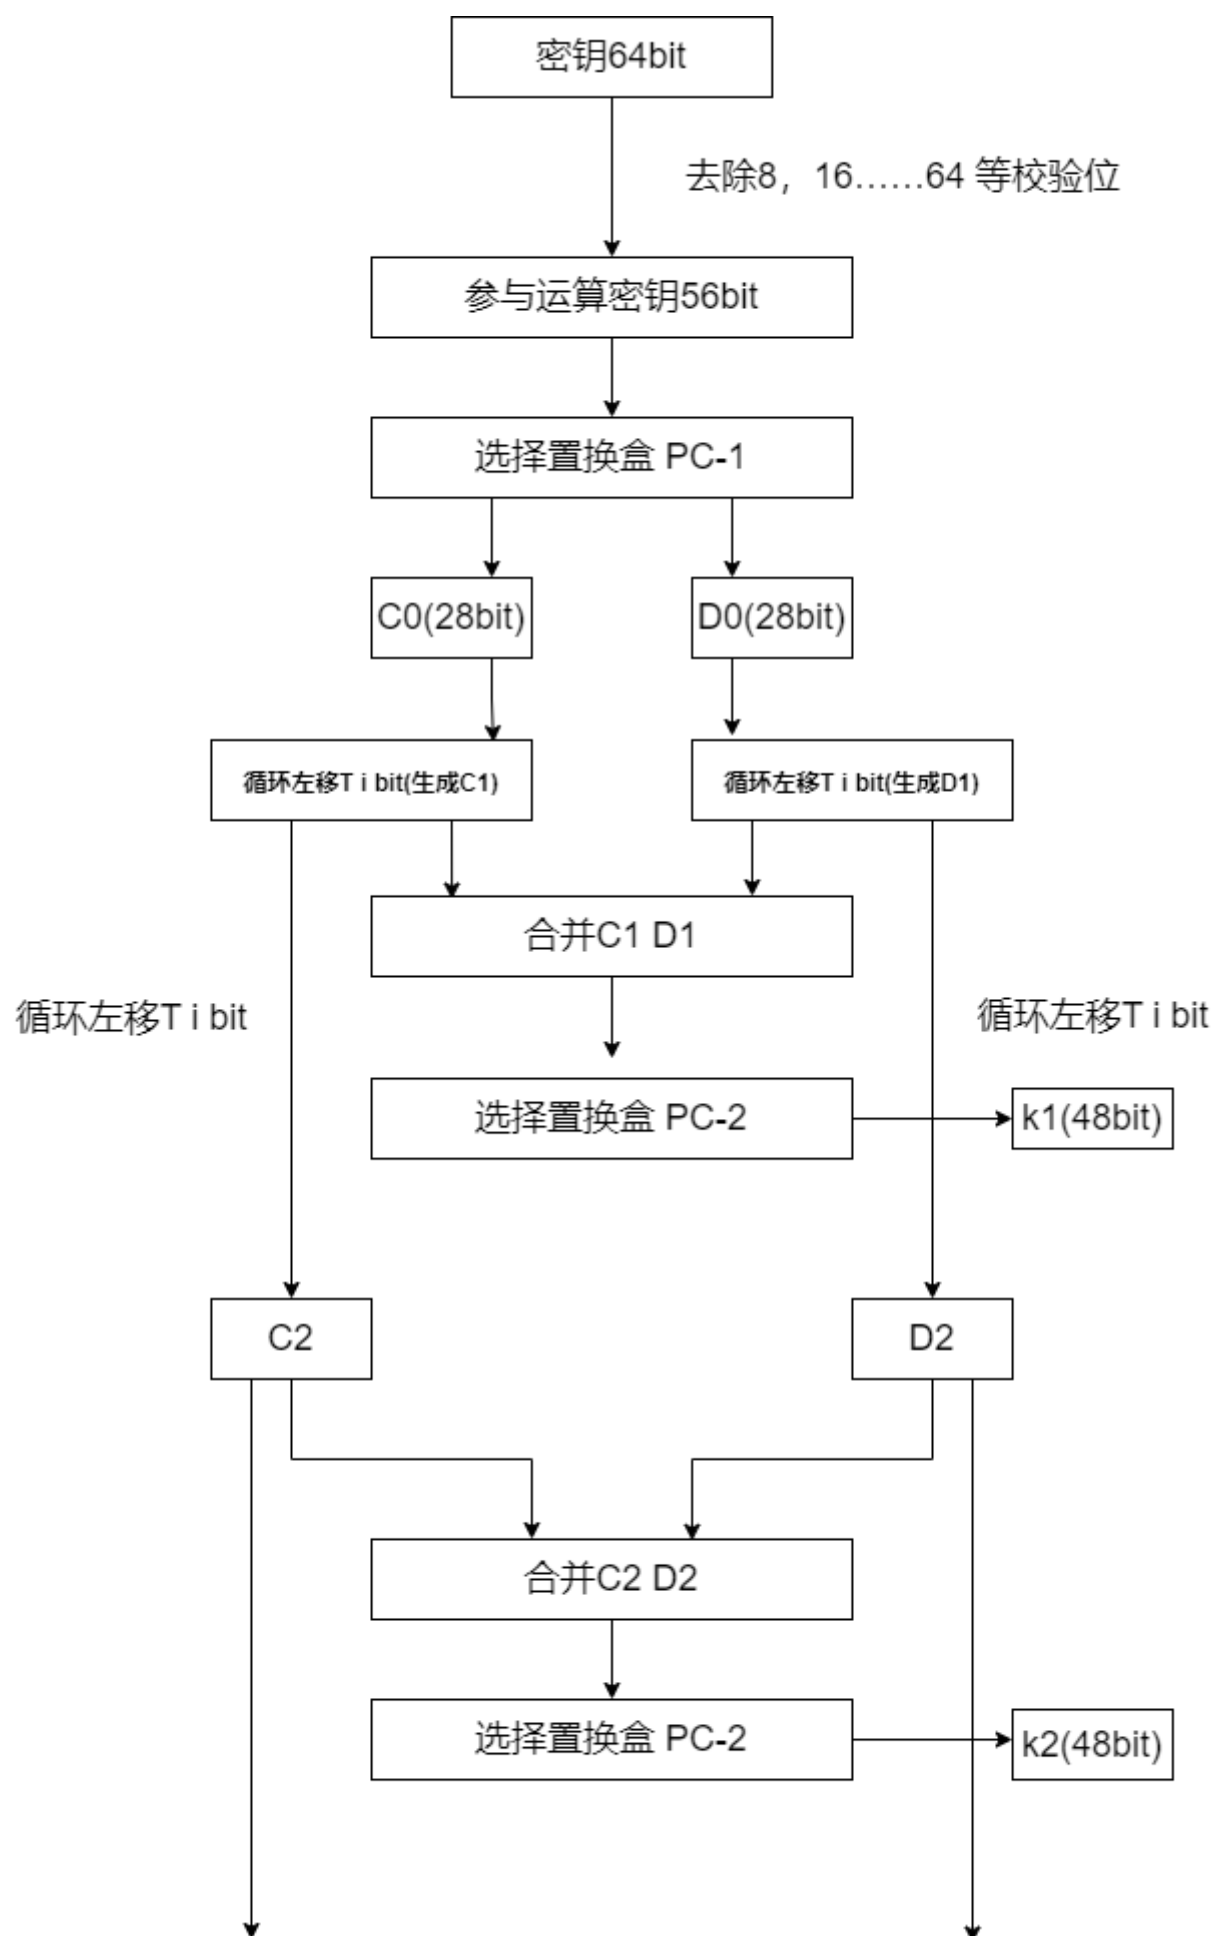 密钥64bit
去除8，16……64 等校验位
参与运算密钥56bit
选择置换盒 PC-1
C0(28bit)
D0(28bit)
循环左移T i bit(生成C1)
循环左移T i bit(生成D1)
合并C1 D1
循环左移T i bit
循环左移T i bit
选择置换盒 PC-2
k1(48bit)
C2
D2
合并C2 D2
选择置换盒 PC-2
k2(48bit)